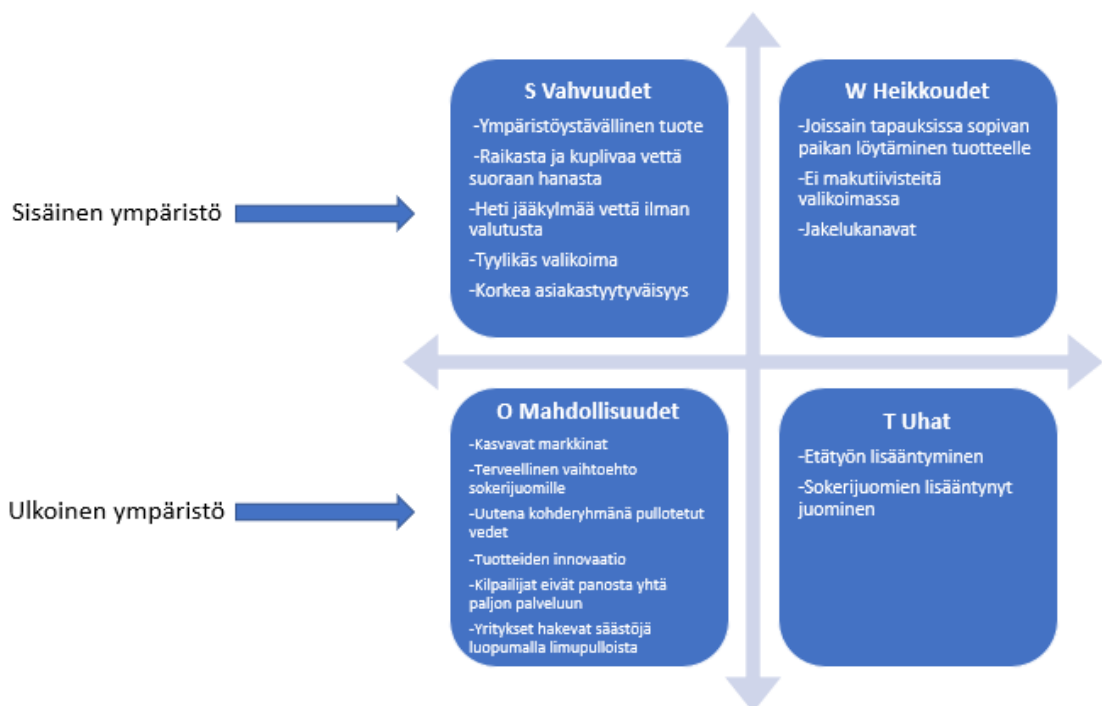 S Vahvuudet
-Ympäristöystävällinen tuote
-Raikasta ja kuplivaa vettä
suoraan hanasta
-Heti jääkylmää vettä ilman
valutusta
-Tyylikäs valikoima
-Korkea asiakastyytyväisyys
W Heikkoudet
-Joissain tapauksissa sopivan
paikan löytäminen tuotteelle
-Ei makutiivisteitä
valikoimassa
-Jakelukanavat
Sisäinen ympäristö
O Mahdollisuudet
-Kasvavat markkinat
-Terveellinen vaihtoehto
sokerijuomille
-Uutena kohderyhmänä pullotetut
vedet
-Tuotteiden innovaatio
-Kilpailijat eivät panosta yhtä
paljon palveluun
-Yritykset hakevat säästöjä
luopumalla limupulloista
T Uhat
-Etätyön lisääntyminen
-Sokerijuomien lisääntynyt
juominen
Ulkoinen ympäristö